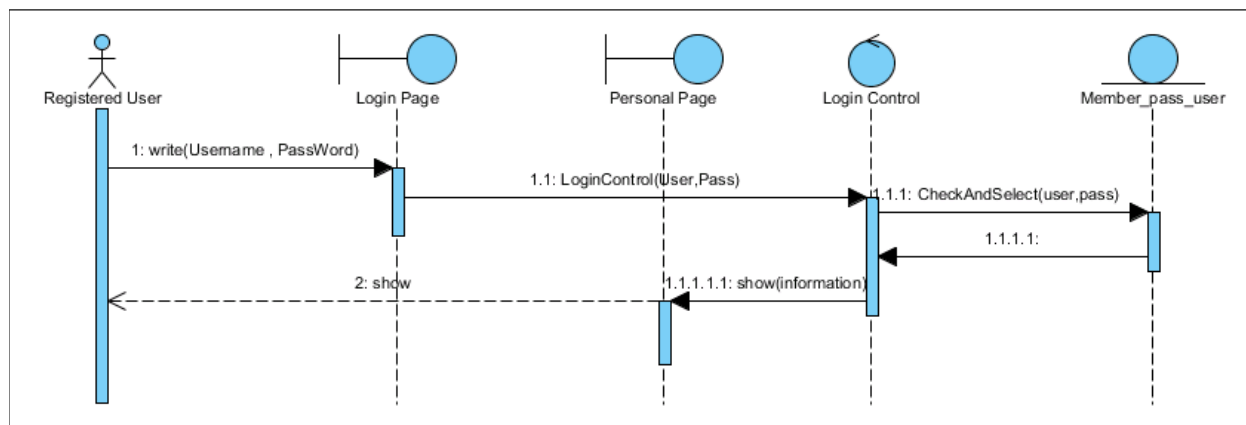 Registered User
Login Page
Personal Page
Login Control
Member_pass_user
1: write(Username , PassWord)
1.1: LoginControl(User,Pass)
1.1.1: CheckAndSelect(user,pass)
1.1.1.1:
2: show
1.1.1.1.1: show(information)